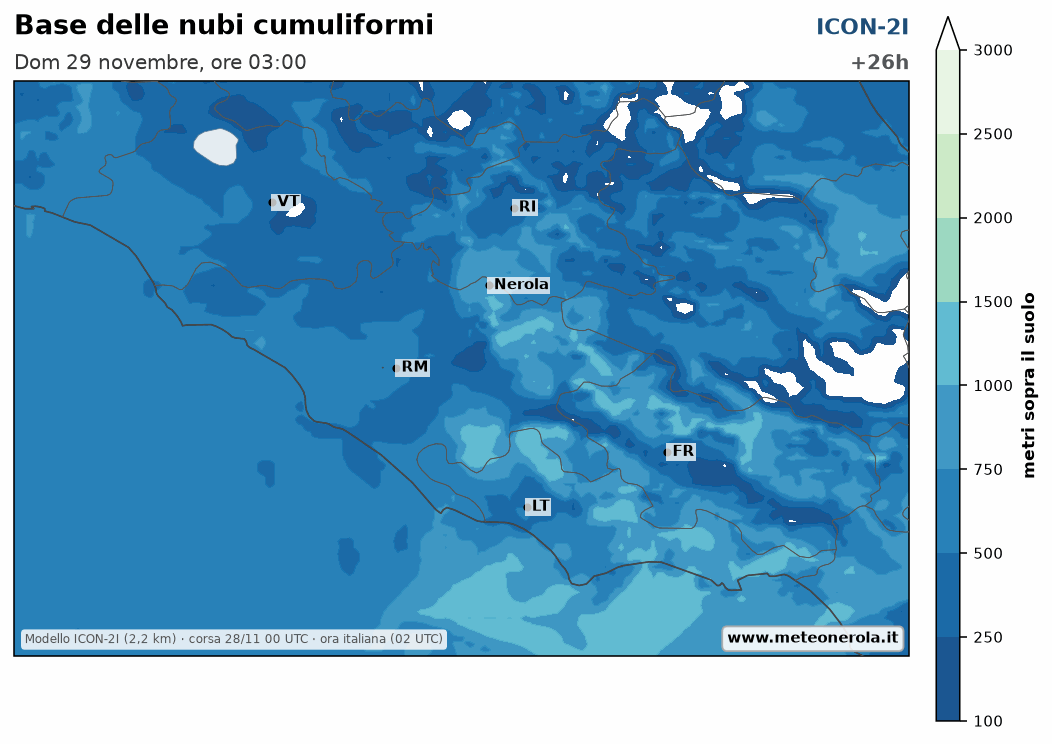 Base delle nubi cumuliformi
ICON-2I
Dom 29 novembre, ore 03:00
+26h
VT
RI
Nerola
RM
FR
LT
Modello ICON-2I (2,2 km) · corsa 28/11 00 UTC · ora italiana (02 UTC)
www.meteonerola.it
3000
2500
2000
1500
1000
750
500
250
100
metri sopra il suolo